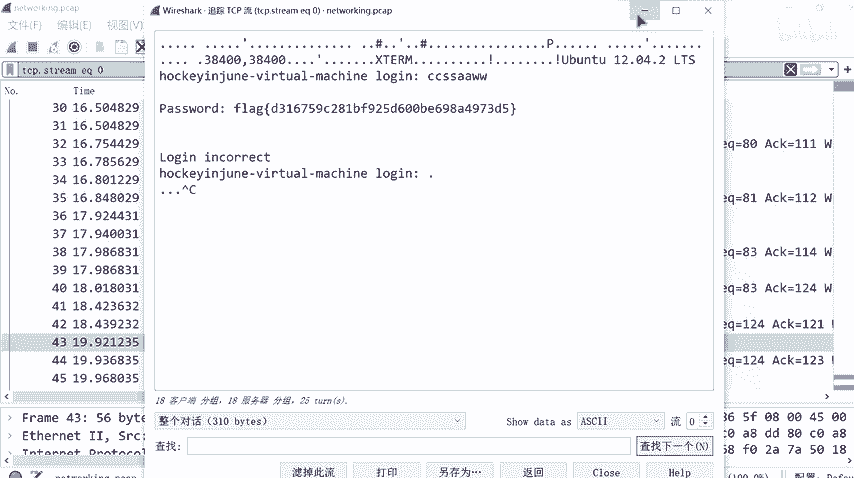 networking.pcap
文件(F) 编辑(E) 视图(V)
Wireshark · 追踪 TCP 流 (tcp.stream eq 0) · networking.pcap
tcp.stream eq 0
..... .....'.............. ..#..'..#..................P...... .....'.......
.... .38400,38400....'.......XTERM..........!........!Ubuntu 12.04.2 LTS
hockeyinjune-virtual-machine login: ccssaaww
Password: flag{d316759c281bf925d600be698a4973d5}
Login incorrect
hockeyinjune-virtual-machine login: .
...^C
No. Time
30 16.504829
31 16.504829
32 16.754429 eq=80 Ack=111 W
33 16.785629
34 16.801229
35 16.848029 eq=81 Ack=112 W
36 17.924431
37 17.940031
38 17.986831 eq=83 Ack=114 W
39 17.986831
40 18.018031 eq=83 Ack=124 W
41 18.423632
42 18.439232 eq=124 Ack=121
43 19.921235
44 19.936835 eq=124 Ack=123
45 19.968035
18 客户端 分组, 18 服务器 分组, 25 turn(s).
整个对话 (310 bytes) Show data as ASCII 流 0
查找: 查找下一个(N)
滤掉此流 打印 另存为… 返回 Close Help
Frame 43: 56 byte 36 5f 08 00 45 00
Ethernet II, Src: c0 a8 dd 80 c0 a8
Internet Protocol 68 f0 2a 7a 50 18
networking.pcap